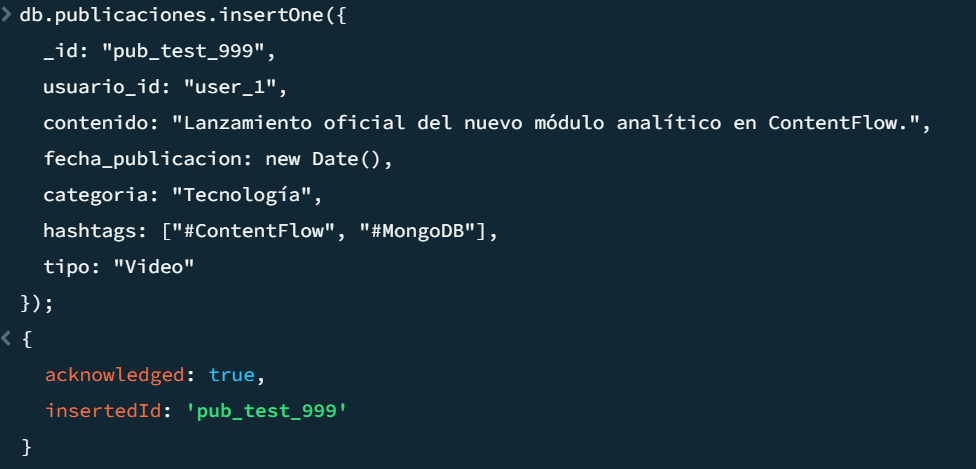 > db.publicaciones.insertOne({
_id: "pub_test_999",
usuario_id: "user_1",
contenido: "Lanzamiento oficial del nuevo módulo analítico en ContentFlow.",
fecha_publicacion: new Date(),
categoria: "Tecnología",
hashtags: ["#ContentFlow", "#MongoDB"],
tipo: "Video"
});
< {
acknowledged: true,
insertedId: 'pub_test_999'
}